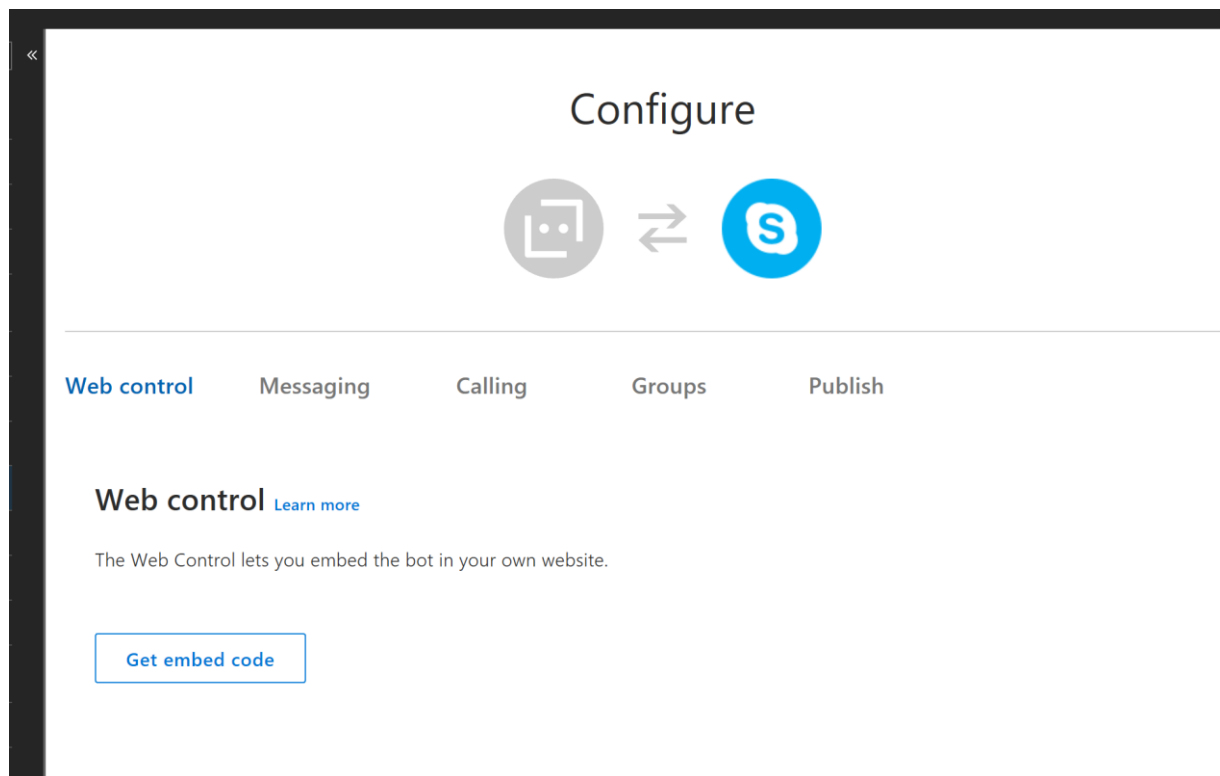 «
Configure
S
Web control Messaging Calling Groups Publish
Web control Learn more
The Web Control lets you embed the bot in your own website.
Get embed code